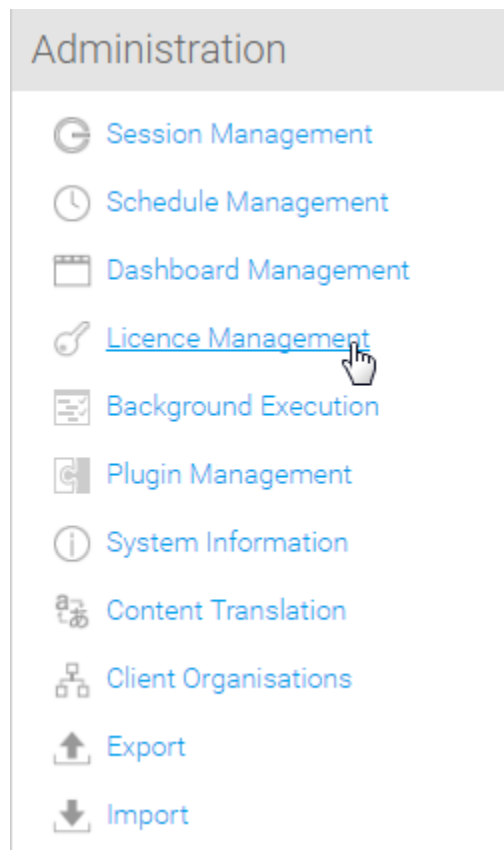 Administration
Session Management
Schedule Management
Dashboard Management
Licence Management
Background Execution
Plugin Management
System Information
Content Translation
Client Organisations
Export
Import